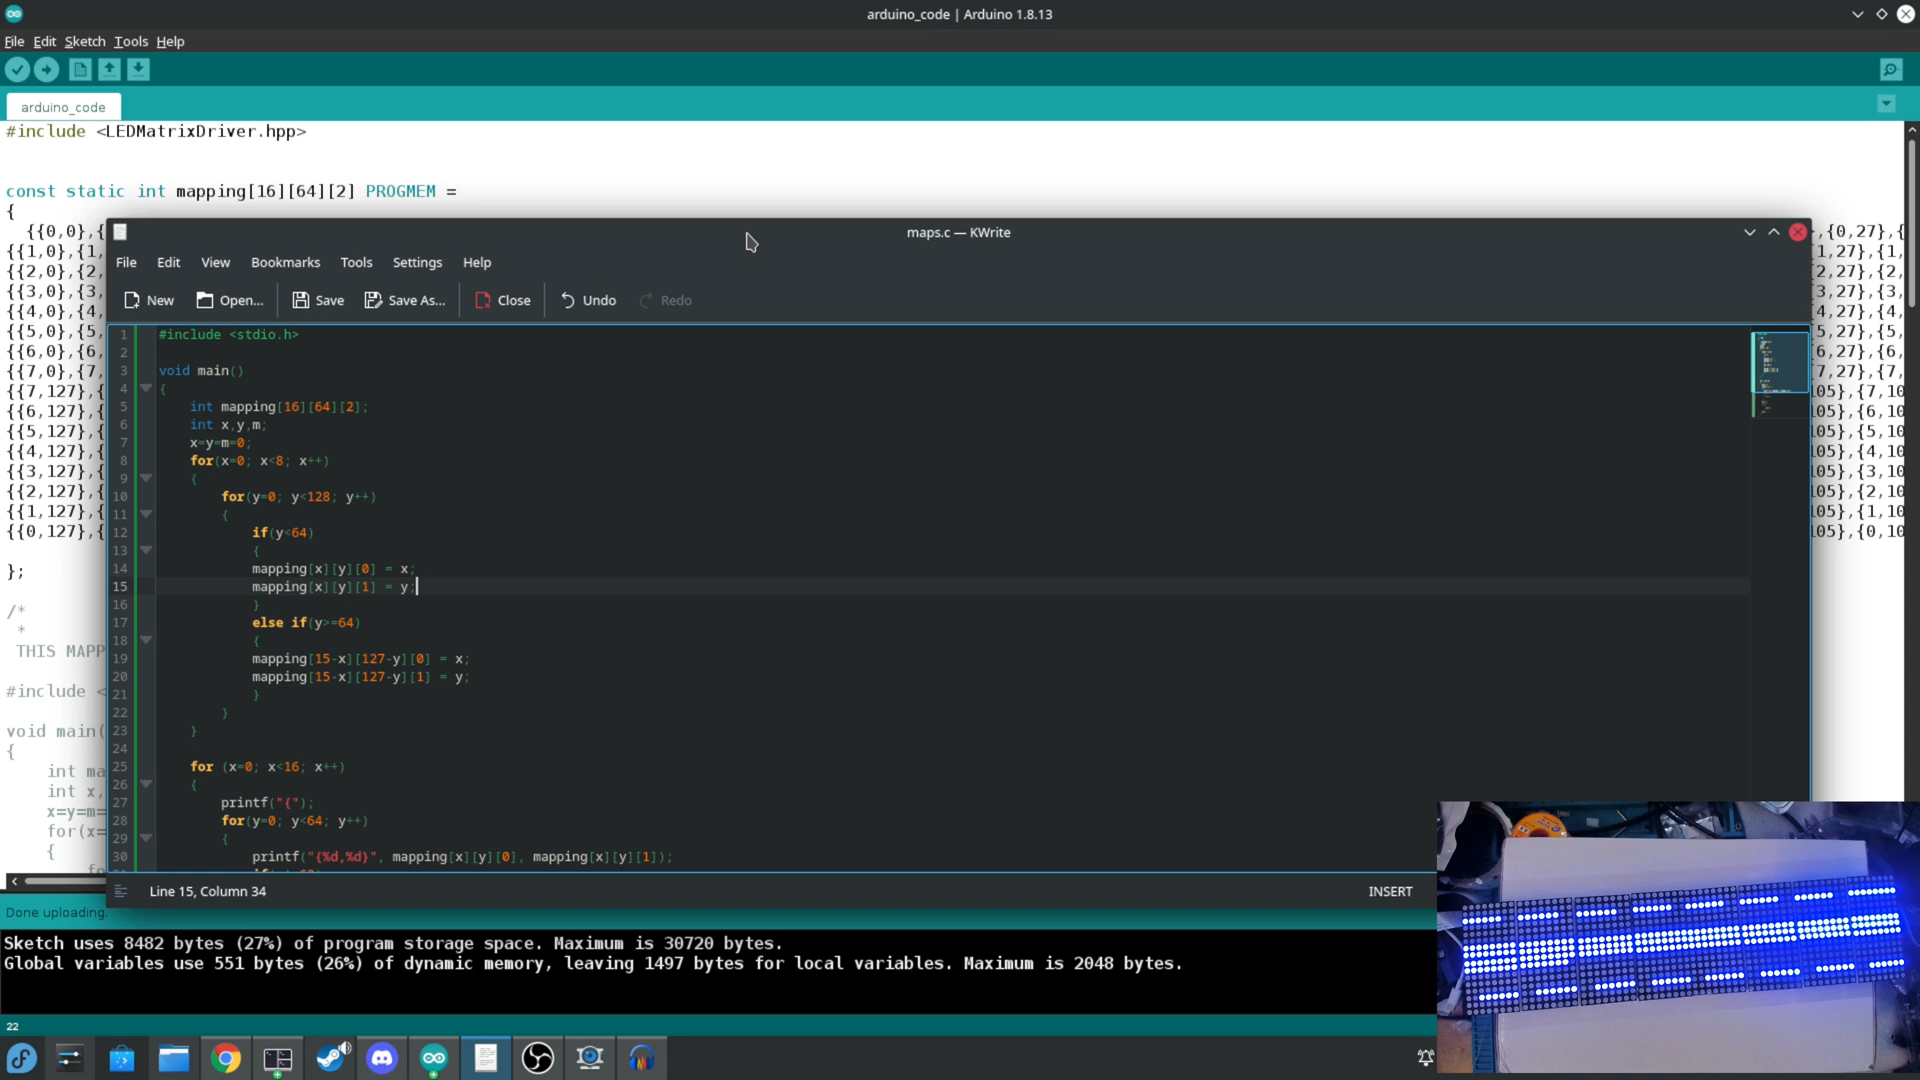 arduino_code | Arduino 1.8.13
File Edit Sketch Tools Help
arduino_code
#include <LEDMatrixDriver.hpp>
const static int mapping[16][64][2] PROGMEM =
{
{{0,0},{
{{1,0},{1,
{{2,0},{2,
{{3,0},{3,
{{4,0},{4,
{{5,0},{5,
{{6,0},{6,
{{7,0},{7,
{{7,127},{
{{6,127},{
{{5,127},{
{{4,127},{
{{3,127},{
{{2,127},{
{{1,127},{
{{0,127},{
};
/*
*
THIS MAPP
#include <
void main(
{
int ma
int x,
x=y=m=
for(x=
{
fo
,{0,27},{
1,27},{1,
2,27},{2,
3,27},{3,
4,27},{4,
5,27},{5,
6,27},{6,
7,27},{7,
105},{7,10
105},{6,10
105},{5,10
105},{4,10
105},{3,10
105},{2,10
105},{1,10
105},{0,10
maps.c — KWrite
File Edit View Bookmarks Tools Settings Help
New Open... Save Save As... Close Undo Redo
1 #include <stdio.h>
2
3 void main()
4 {
5 int mapping[16][64][2];
6 int x,y,m;
7 x=y=m=0;
8 for(x=0; x<8; x++)
9 {
10 for(y=0; y<128; y++)
11 {
12 if(y<64)
13 {
14 mapping[x][y][0] = x;
15 mapping[x][y][1] = y;
16 }
17 else if(y>=64)
18 {
19 mapping[15-x][127-y][0] = x;
20 mapping[15-x][127-y][1] = y;
21 }
22 }
23 }
24
25 for (x=0; x<16; x++)
26 {
27 printf("{");
28 for(y=0; y<64; y++)
29 {
30 printf("{%d,%d}", mapping[x][y][0], mapping[x][y][1]);
Line 15, Column 34
INSERT
Done uploading.
Sketch uses 8482 bytes (27%) of program storage space. Maximum is 30720 bytes.
Global variables use 551 bytes (26%) of dynamic memory, leaving 1497 bytes for local variables. Maximum is 2048 bytes.
22